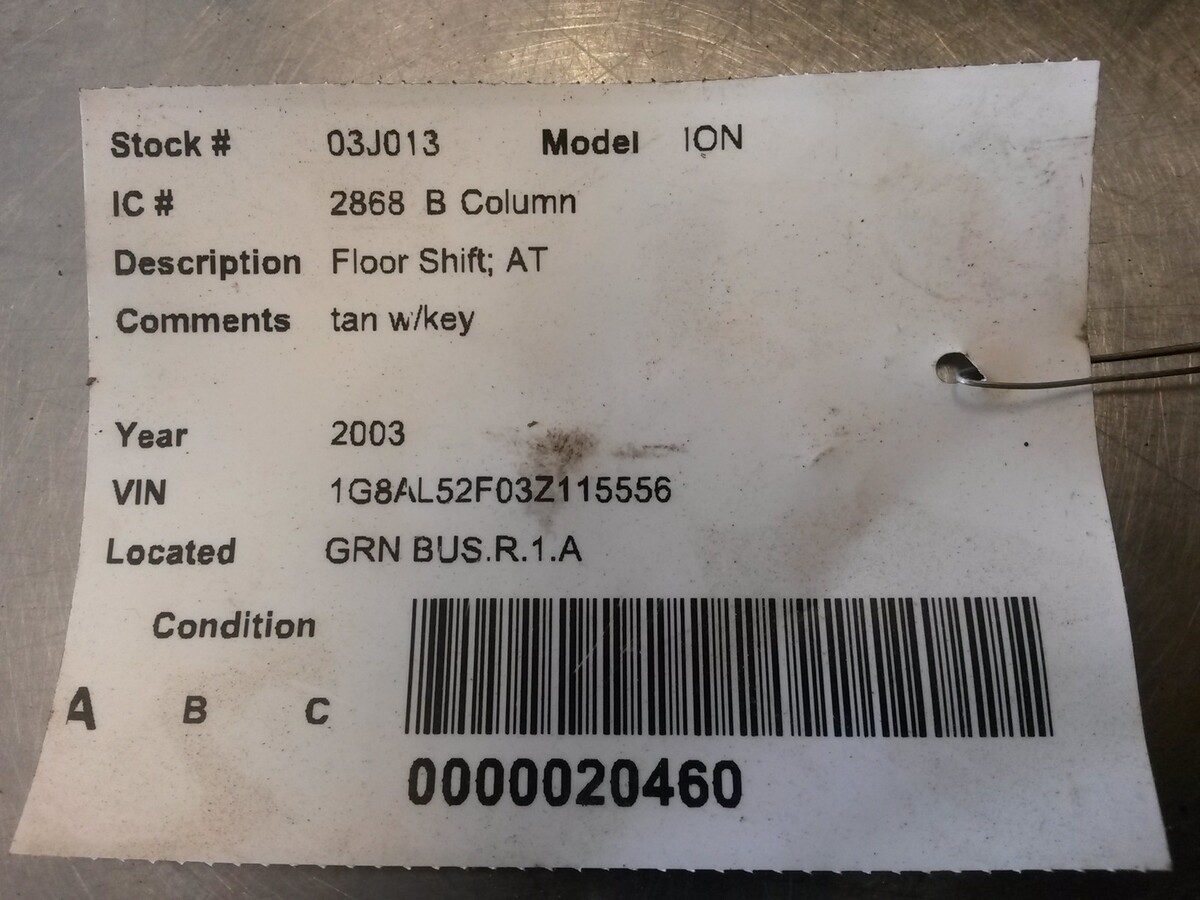 Stock # 03J013 Model ION
IC # 2868 B Column
Description Floor Shift; AT
Comments tan w/key
Year 2003
VIN 1G8AL52F03Z115556
Located GRN BUS.R.1.A
Condition
A B C
0000020460